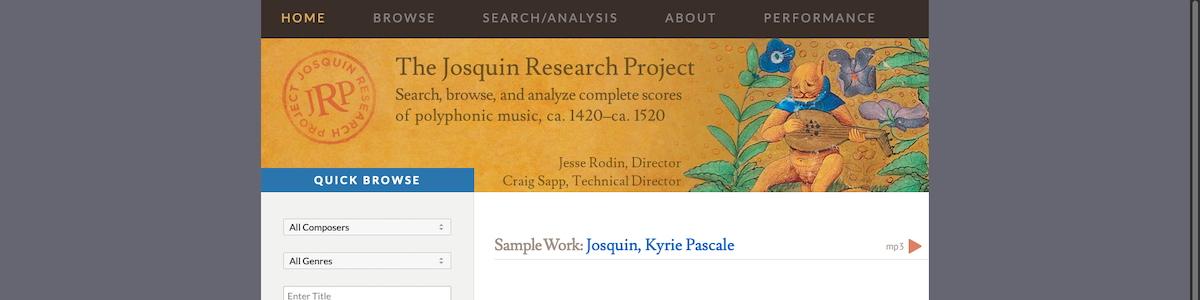 HOME BROWSE SEARCH/ANALYSIS ABOUT PERFORMANCE
JOSQUIN RESEARCH PROJECT
JRP
The Josquin Research Project
Search, browse, and analyze complete scores
of polyphonic music, ca. 1420–ca. 1520
Jesse Rodin, Director
Craig Sapp, Technical Director
QUICK BROWSE
All Composers
All Genres
Enter Title
Sample Work: Josquin, Kyrie Pascale
mp3